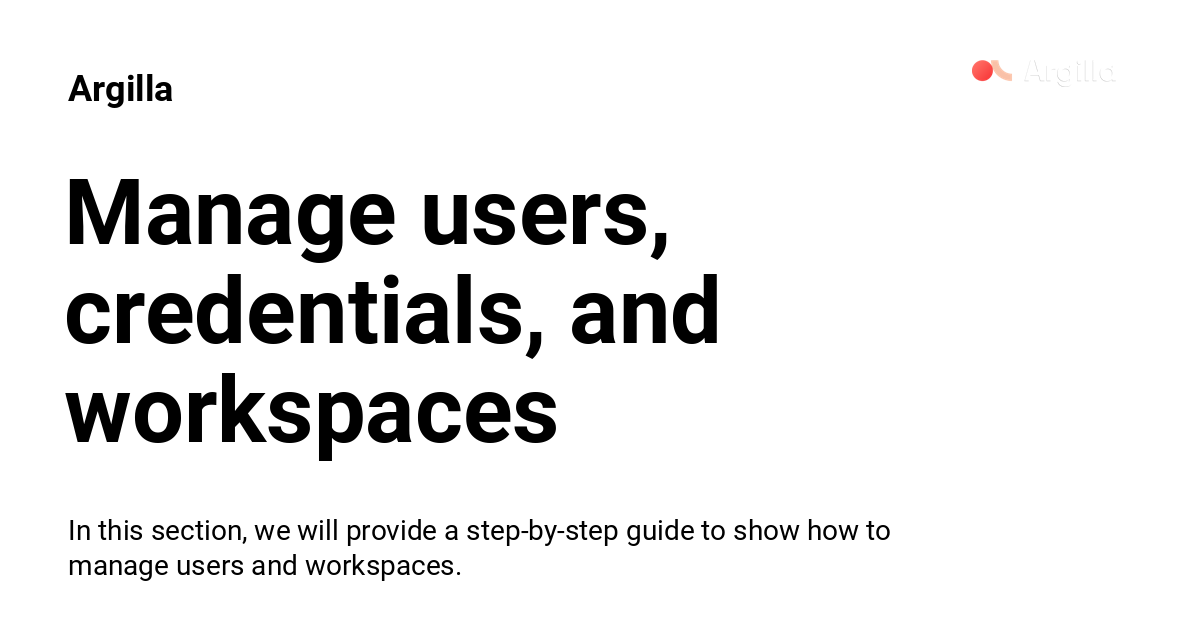 Argilla
Argilla
Manage users,
credentials, and
workspaces
In this section, we will provide a step-by-step guide to show how to
manage users and workspaces.